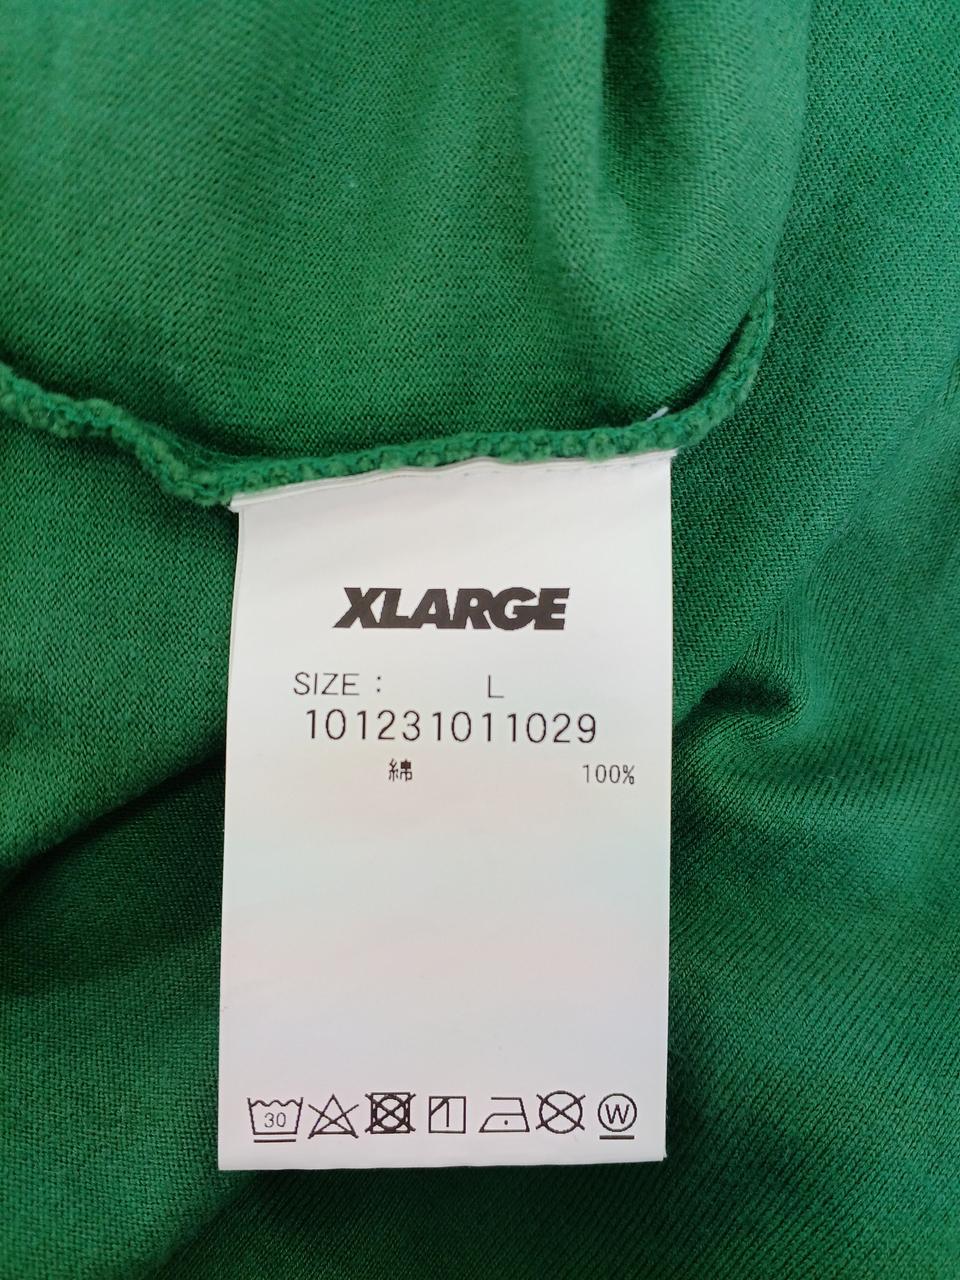 XLARGE
SIZE : L
101231011029
綿 100%
30 W